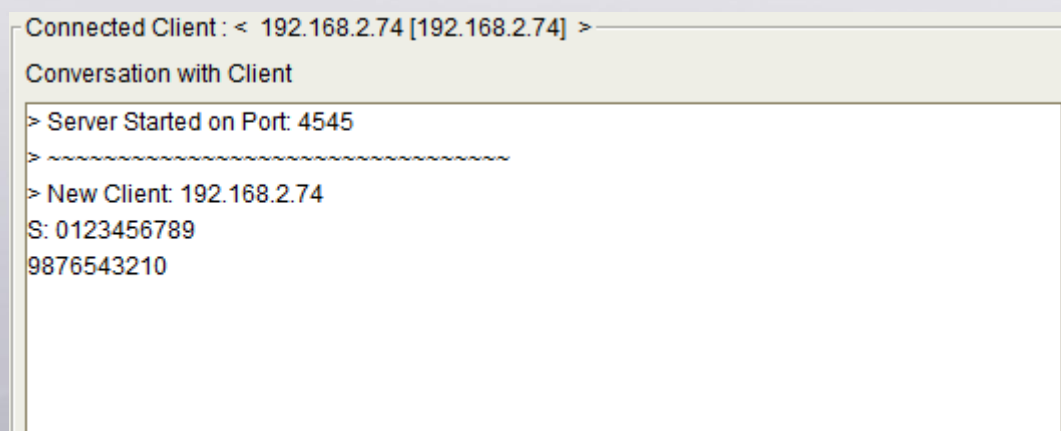 Connected Client : < 192.168.2.74 [192.168.2.74] >
Conversation with Client
> Server Started on Port: 4545
> ~~~~~~~~~~~~~~~~~~~~~~~~~~~~~~~~~
> New Client: 192.168.2.74
S: 0123456789
9876543210